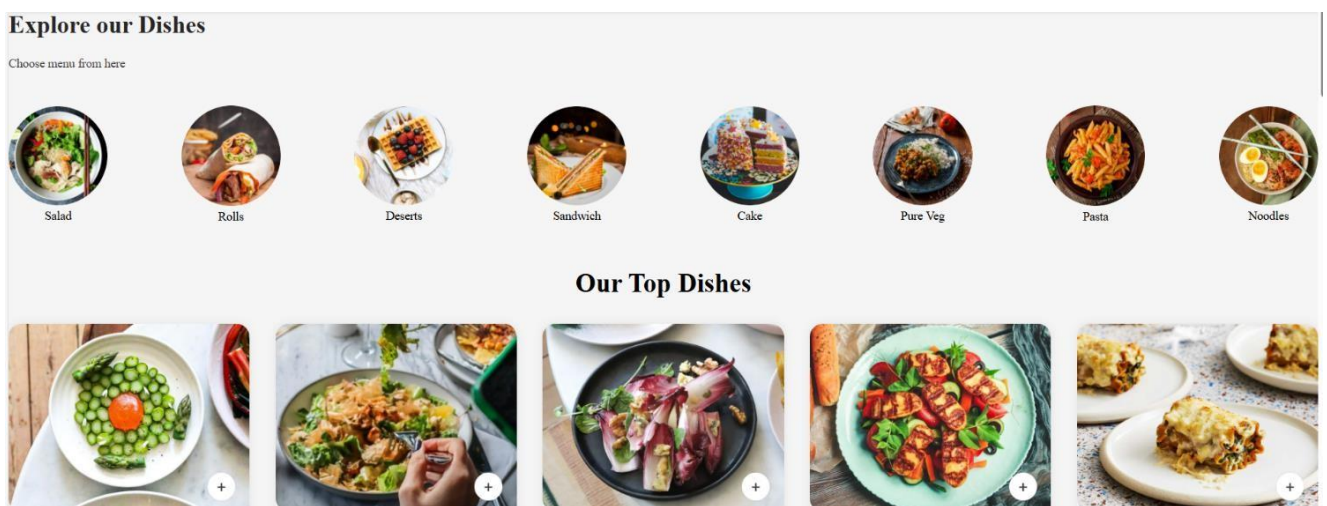 Explore our Dishes
Choose menu from here
Salad
Rolls
Deserts
Sandwich
Cake
Pure Veg
Pasta
Noodles
Our Top Dishes
+
+
+
+
+